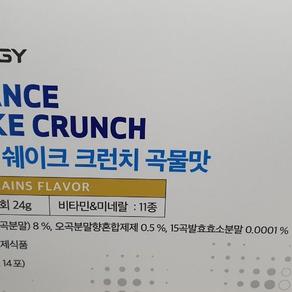 GY
ANCE
KE CRUNCH
쉐이크 크런치 곡물맛
AINS FLAVOR
회 24g 비타민&미네랄 : 11종
곡분말) 8 %, 오곡분말향혼합제제 0.5 %, 15곡발효효소분말 0.0001 %
제식품
14포)